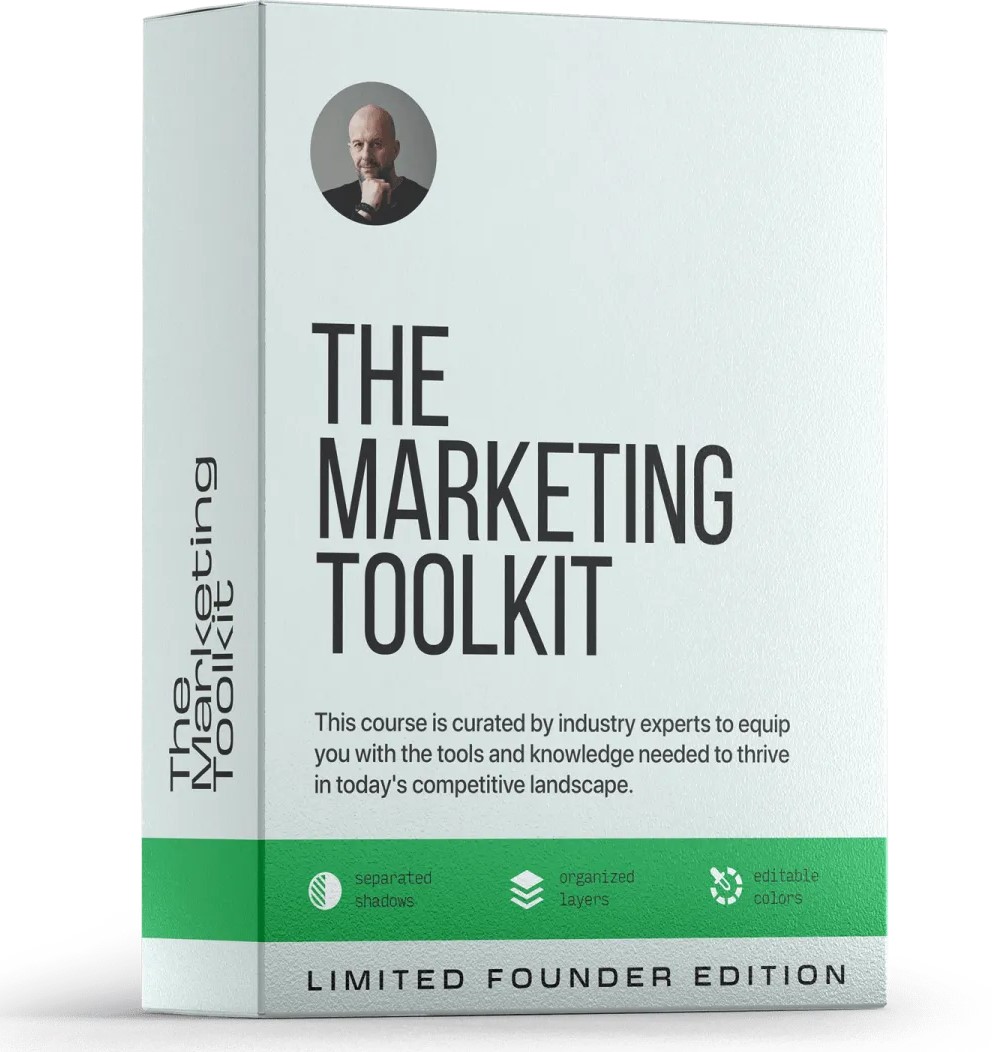 THE
MARKETING
TOOLKIT
This course is curated by industry experts to equip
you with the tools and knowledge needed to thrive
in today's competitive landscape.
separated
shadows
organized
layers
editable
colors
LIMITED FOUNDER EDITION
The
Marketing
Toolkit